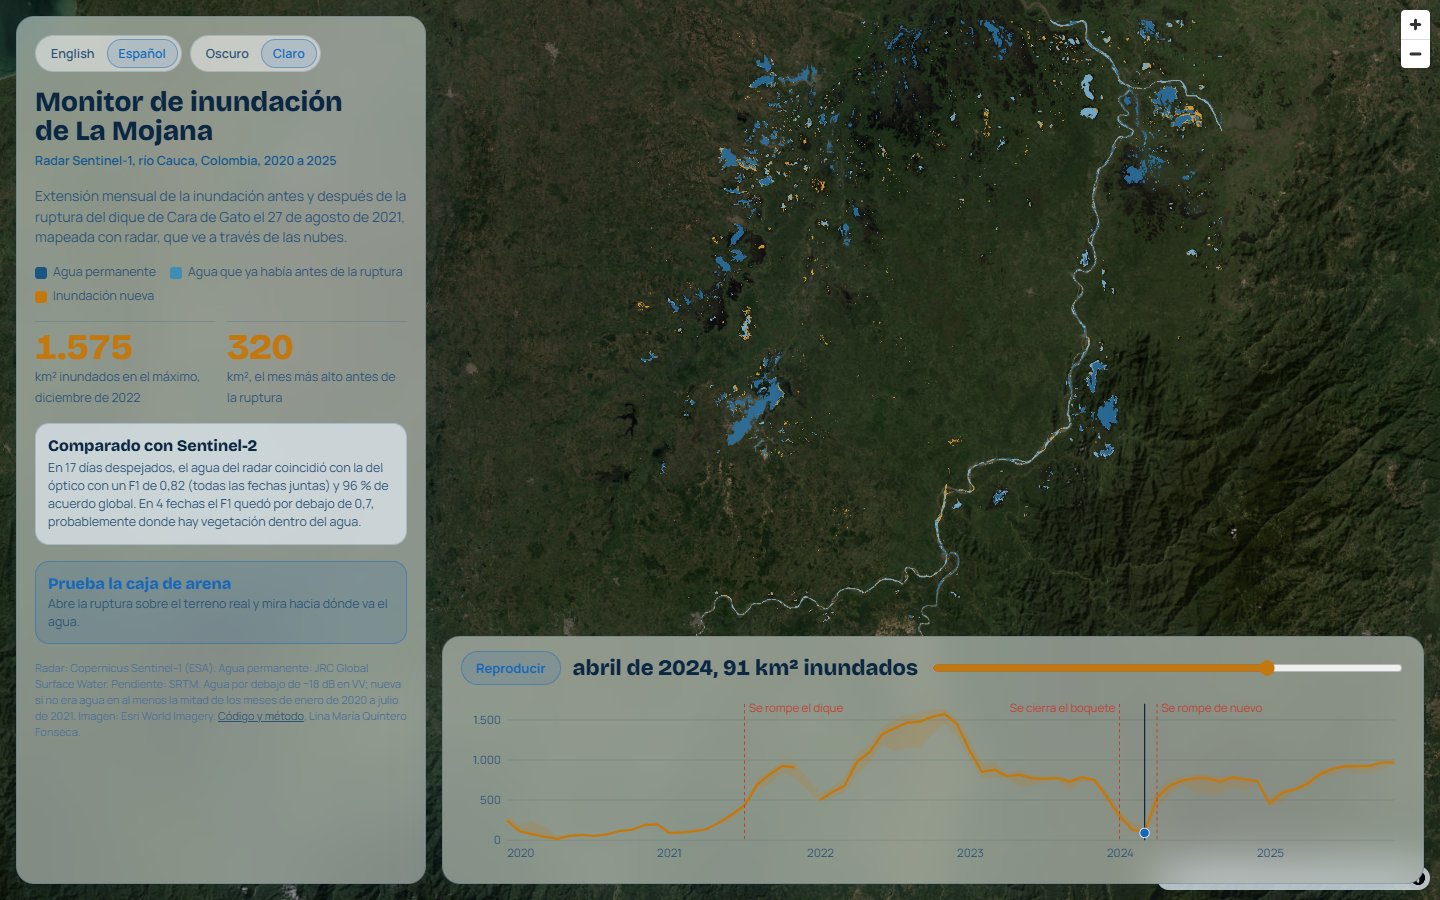 English Español Oscuro Claro
Monitor de inundación
de La Mojana
Radar Sentinel-1, río Cauca, Colombia, 2020 a 2025
Extensión mensual de la inundación antes y después de la
ruptura del dique de Cara de Gato el 27 de agosto de 2021,
mapeada con radar, que ve a través de las nubes.
Agua permanente Agua que ya había antes de la ruptura
Inundación nueva
1.575 320
km² inundados en el máximo, km², el mes más alto antes de
diciembre de 2022 la ruptura
Comparado con Sentinel-2
En 17 días despejados, el agua del radar coincidió con la del
óptico con un F1 de 0,82 (todas las fechas juntas) y 96 % de
acuerdo global. En 4 fechas el F1 quedó por debajo de 0,7,
probablemente donde hay vegetación dentro del agua.
Prueba la caja de arena
Abre la ruptura sobre el terreno real y mira hacia dónde va el
agua.
Radar: Copernicus Sentinel-1 (ESA). Agua permanente: JRC Global
Surface Water. Pendiente: SRTM. Agua por debajo de −18 dB en VV; nueva
si no era agua en al menos la mitad de los meses de enero de 2020 a julio
de 2021. Imagen: Esri World Imagery. Código y método. Lina María Quintero
Fonseca.
+
−
Reproducir abril de 2024, 91 km² inundados
Se rompe el dique Se cierra el boquete Se rompe de nuevo
1.500
1.000
500
0
2020 2021 2022 2023 2024 2025